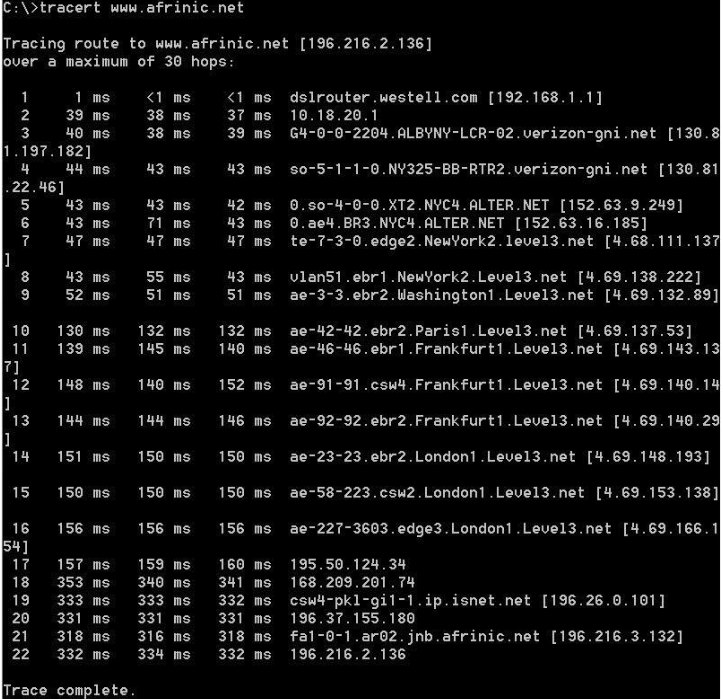 C:\>tracert www.afrinic.net
Tracing route to www.afrinic.net [196.216.2.136]
over a maximum of 30 hops:
1 1 ms <1 ms <1 ms dslrouter.westell.com [192.168.1.1]
2 39 ms 38 ms 37 ms 10.18.20.1
3 40 ms 38 ms 39 ms G4-0-0-2204.ALBYNY-LCR-02.verizon-gni.net [130.8
1.197.182]
4 44 ms 43 ms 43 ms so-5-1-1-0.NY325-BB-RTR2.verizon-gni.net [130.81
.22.46]
5 43 ms 43 ms 42 ms 0.so-4-0-0.XT2.NYC4.ALTER.NET [152.63.9.249]
6 43 ms 71 ms 43 ms 0.ae4.BR3.NYC4.ALTER.NET [152.63.16.185]
7 47 ms 47 ms 47 ms te-7-3-0.edge2.NewYork2.level3.net [4.68.111.137
]
8 43 ms 55 ms 43 ms vlan51.ebr1.NewYork2.Level3.net [4.69.138.222]
9 52 ms 51 ms 51 ms ae-3-3.ebr2.Washington1.Level3.net [4.69.132.89]
10 130 ms 132 ms 132 ms ae-42-42.ebr2.Paris1.Level3.net [4.69.137.53]
11 139 ms 145 ms 140 ms ae-46-46.ebr1.Frankfurt1.Level3.net [4.69.143.13
7]
12 148 ms 140 ms 152 ms ae-91-91.csw4.Frankfurt1.Level3.net [4.69.140.14
]
13 144 ms 144 ms 146 ms ae-92-92.ebr2.Frankfurt1.Level3.net [4.69.140.29
]
14 151 ms 150 ms 150 ms ae-23-23.ebr2.London1.Level3.net [4.69.148.193]
15 150 ms 150 ms 150 ms ae-58-223.csw2.London1.Level3.net [4.69.153.138]
16 156 ms 156 ms 156 ms ae-227-3603.edge3.London1.Level3.net [4.69.166.1
54]
17 157 ms 159 ms 160 ms 195.50.124.34
18 353 ms 340 ms 341 ms 168.209.201.74
19 333 ms 333 ms 332 ms csw4-pkl-gi1-1.ip.isnet.net [196.26.0.101]
20 331 ms 331 ms 331 ms 196.37.155.180
21 318 ms 316 ms 318 ms fa1-0-1.ar02.jnb.afrinic.net [196.216.3.132]
22 332 ms 334 ms 332 ms 196.216.2.136
Trace complete.